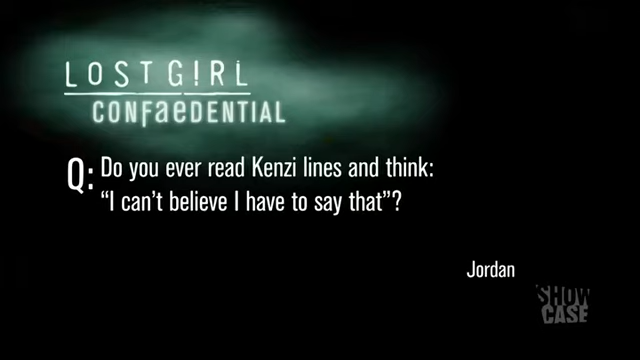 LOST G!RL
CONFaeDENTIAL
Q: Do you ever read Kenzi lines and think:
“I can’t believe I have to say that”?
Jordan
SHOW
CASE